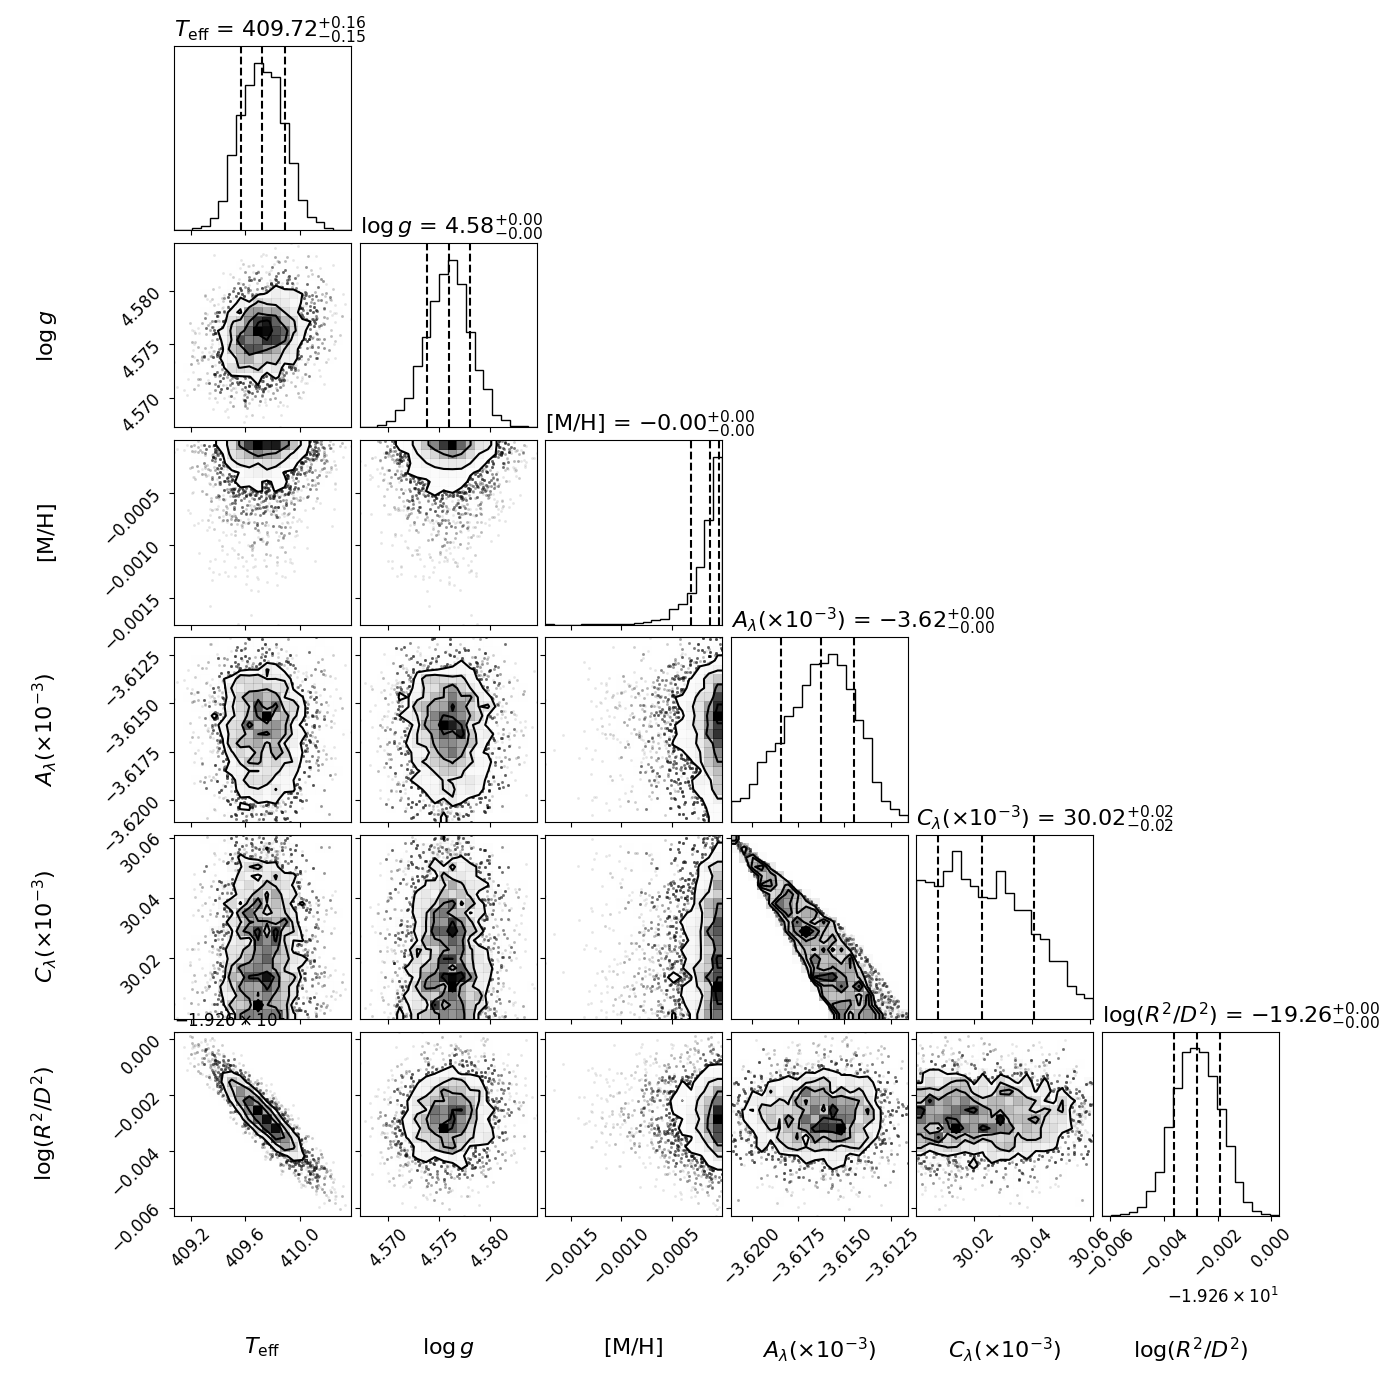 T_eff = 409.72^{+0.16}_{−0.15}
log g = 4.58^{+0.00}_{−0.00}
4.580
4.575
4.570
log g
[M/H] = −0.00^{+0.00}_{−0.00}
−0.0005
−0.0010
−0.0015
[M/H]
A_λ(×10^{−3}) = −3.62^{+0.00}_{−0.00}
−3.6125
−3.6150
−3.6175
−3.6200
A_λ(×10^{−3})
C_λ(×10^{−3}) = 30.02^{+0.02}_{−0.02}
30.06
30.04
30.02
C_λ(×10^{−3})
−1.926 × 10^1
log(R^2/D^2) = −19.26^{+0.00}_{−0.00}
0.000
−0.002
−0.004
−0.006
log(R^2/D^2)
409.2 409.6 410.0 4.570 4.575 4.580 −0.0015 −0.0010 −0.0005 −3.6200 −3.6175 −3.6150 −3.6125 30.02 30.04 30.06 −0.006 −0.004 −0.002 0.000
−1.926 × 10^1
T_eff log g [M/H] A_λ(×10^{−3}) C_λ(×10^{−3}) log(R^2/D^2)